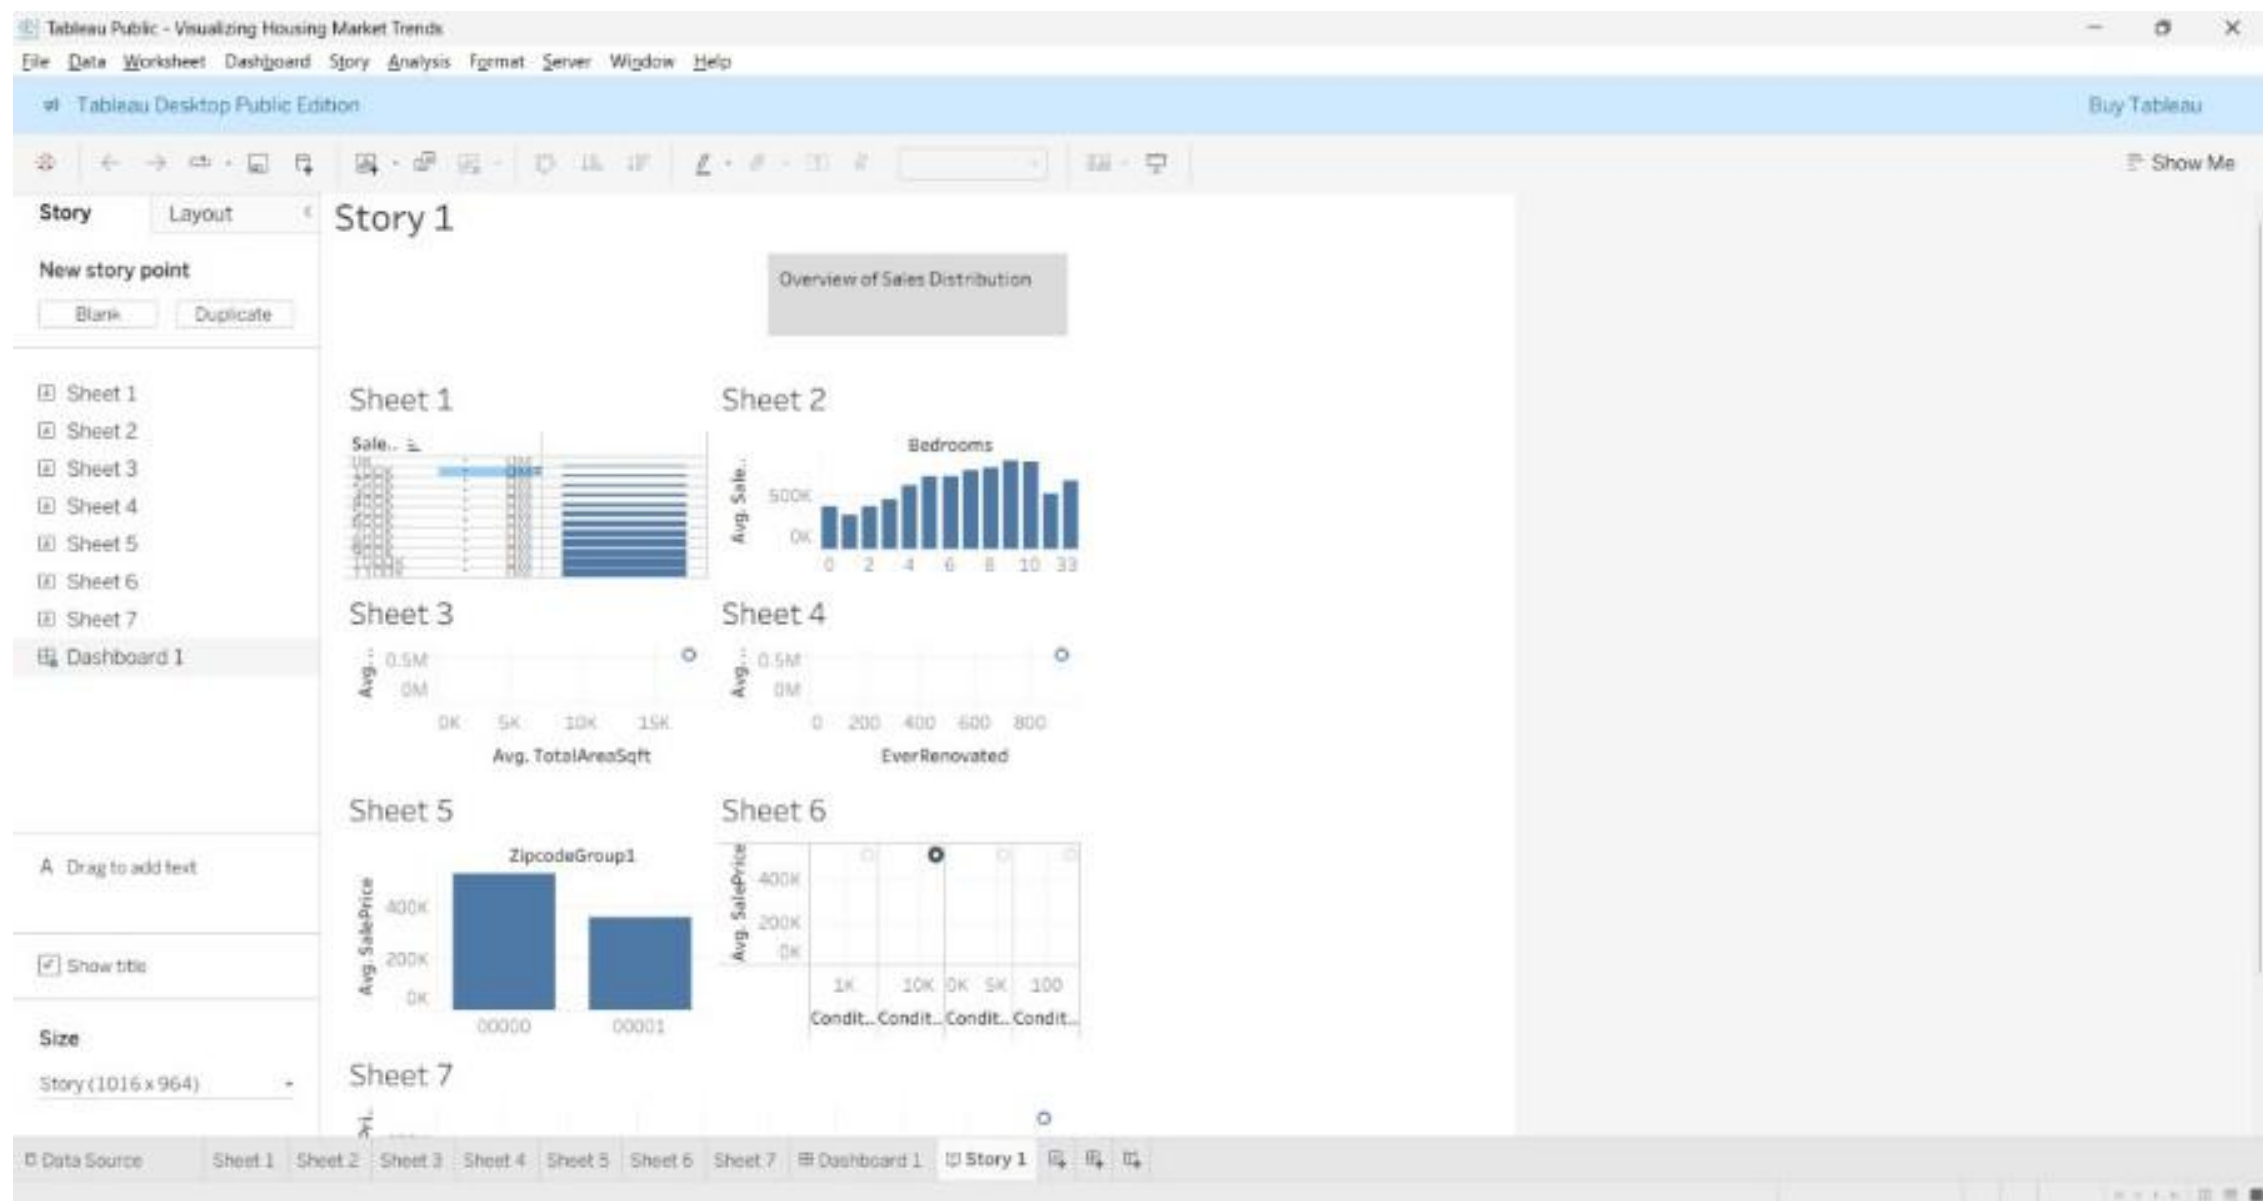 Tableau Public - Visualizing Housing Market Trends
File Data Worksheet Dashboard Story Analysis Format Server Window Help
Tableau Desktop Public Edition
Buy Tableau
Show Me
Story Layout
New story point
Blank Duplicate
Sheet 1
Sheet 2
Sheet 3
Sheet 4
Sheet 5
Sheet 6
Sheet 7
Dashboard 1
A Drag to add text
Show title
Size
Story (1016 x 964)
Story 1
Overview of Sales Distribution
Sheet 1
Sale..
Sheet 2
Bedrooms
Avg. Sale..
500K
0K
0 2 4 6 8 10 33
Sheet 3
Avg....
0.5M
0M
0K 5K 10K 15K
Avg. TotalAreaSqft
Sheet 4
Avg....
0.5M
0M
0 200 400 600 800
EverRenovated
Sheet 5
ZipcodeGroup1
Avg. SalePrice
400K
200K
0K
00000 00001
Sheet 6
Avg. SalePrice
400K
200K
0K
1K 10K 0K 5K 100
Condit.. Condit.. Condit.. Condit..
Sheet 7
Pri..
Data Source Sheet 1 Sheet 2 Sheet 3 Sheet 4 Sheet 5 Sheet 6 Sheet 7 Dashboard 1 Story 1